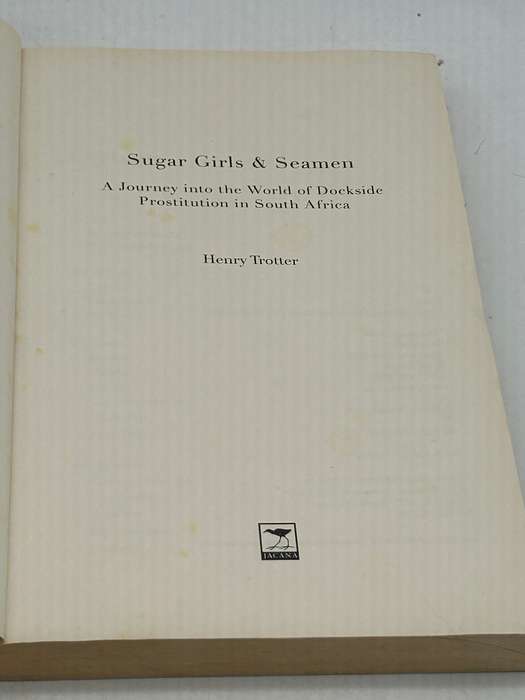 Sugar Girls & Seamen
A Journey into the World of Dockside
Prostitution in South Africa
Henry Trotter
JACANA